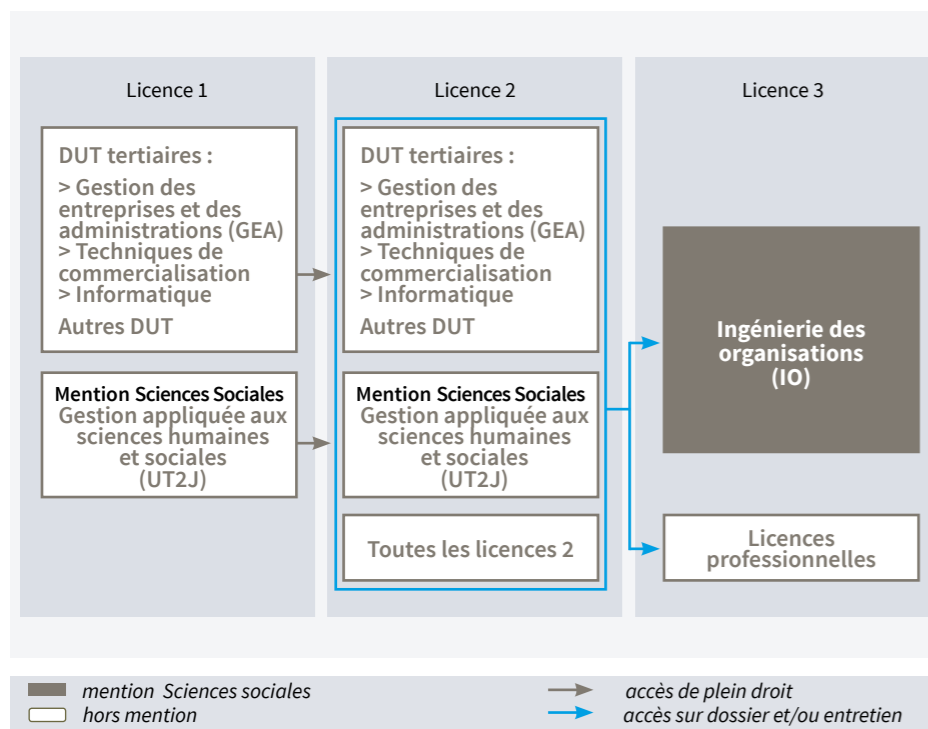 Licence 1
DUT tertiaires :
> Gestion des
entreprises et des
administrations (GEA)
> Techniques de
commercialisation
> Informatique
Autres DUT
Mention Sciences Sociales
Gestion appliquée aux
sciences humaines
et sociales
(UT2J)
Licence 2
DUT tertiaires :
> Gestion des
entreprises et des
administrations (GEA)
> Techniques de
commercialisation
> Informatique
Autres DUT
Mention Sciences Sociales
Gestion appliquée aux
sciences humaines
et sociales
(UT2J)
Toutes les licences 2
Licence 3
Ingénierie des
organisations
(IO)
Licences
professionnelles
mention Sciences sociales
hors mention
accès de plein droit
accès sur dossier et/ou entretien